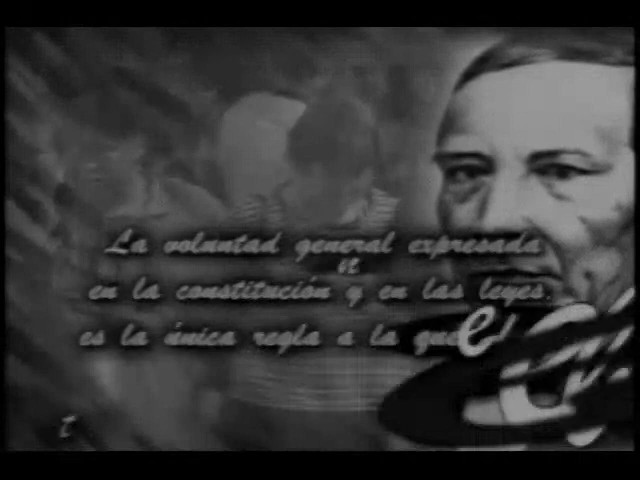 La voluntad general expresada
en la constitución y en las leyes.
es la única regla a la que